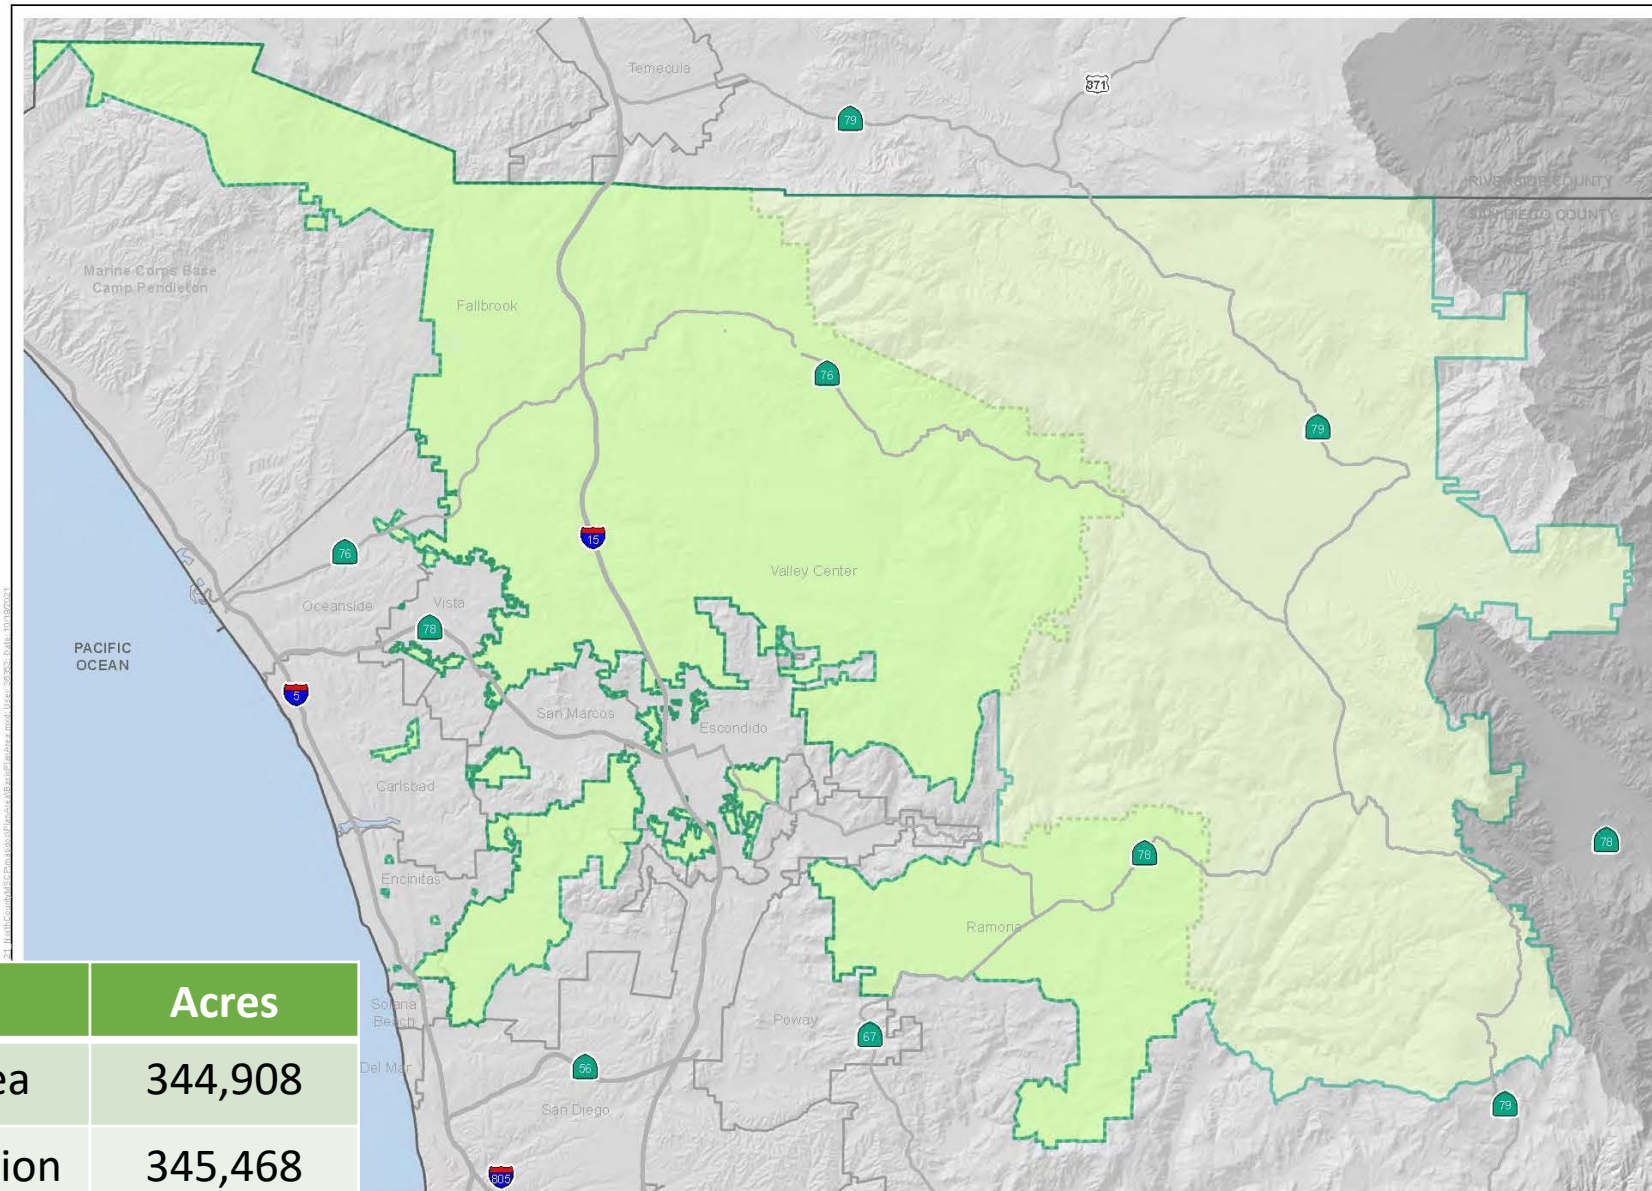 Temecula
371
79
RIVERSIDE COUNTY
SAN DIEGO COUNTY
Marine Corps Base
Camp Pendleton
Fallbrook
76
79
15
76
Valley Center
Oceanside
Vista
78
PACIFIC
OCEAN
5
San Marcos
Escondido
Carlsbad
78
78
Encinitas
Ramona
Solana
Beach
Poway
67
Del Mar
56
San Diego
79
805
Acres
ea 344,908
ion 345,468